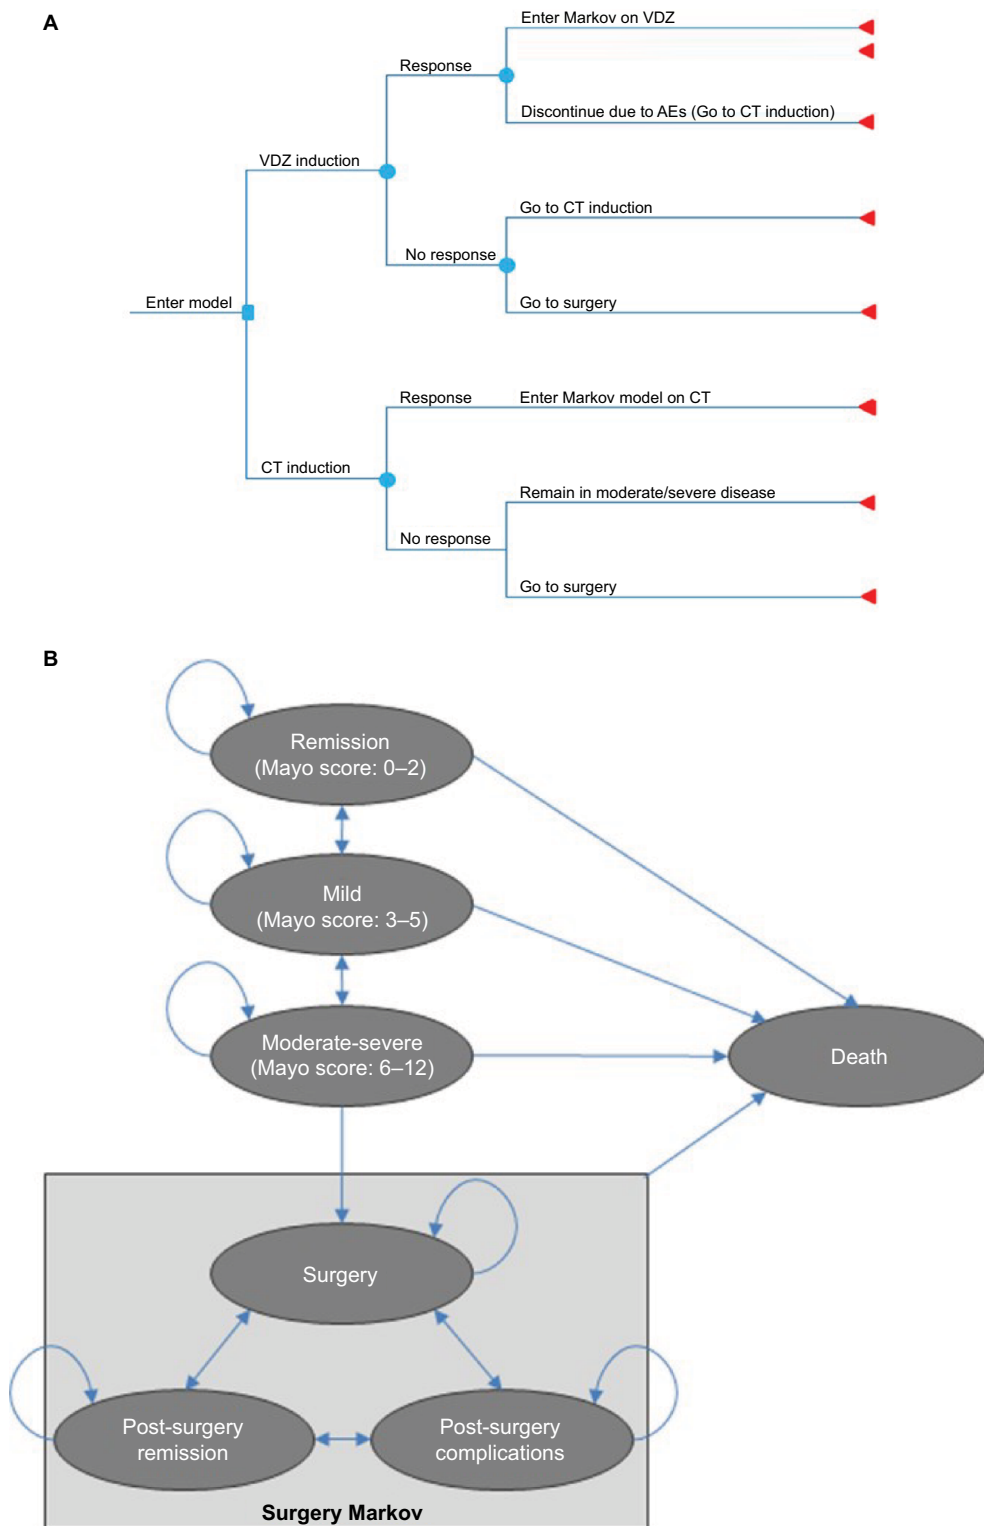 A
Enter Markov on VDZ
Response
Discontinue due to AEs (Go to CT induction)
VDZ induction
Go to CT induction
No response
Enter model
Go to surgery
Response
Enter Markov model on CT
CT induction
Remain in moderate/severe disease
No response
Go to surgery
B
Remission
(Mayo score: 0–2)
Mild
(Mayo score: 3–5)
Moderate-severe
(Mayo score: 6–12)
Death
Surgery
Post-surgery
remission
Post-surgery
complications
Surgery Markov